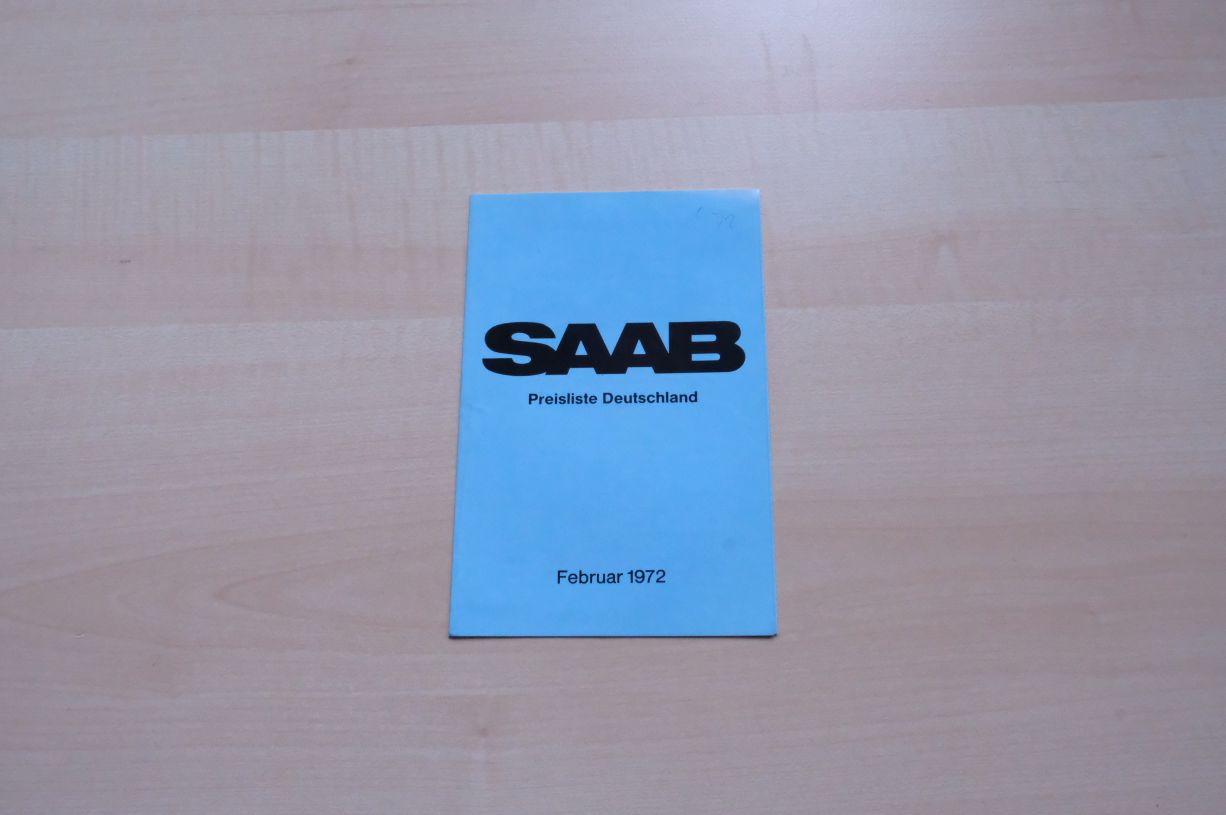 SAAB
Preisliste Deutschland
Februar 1972